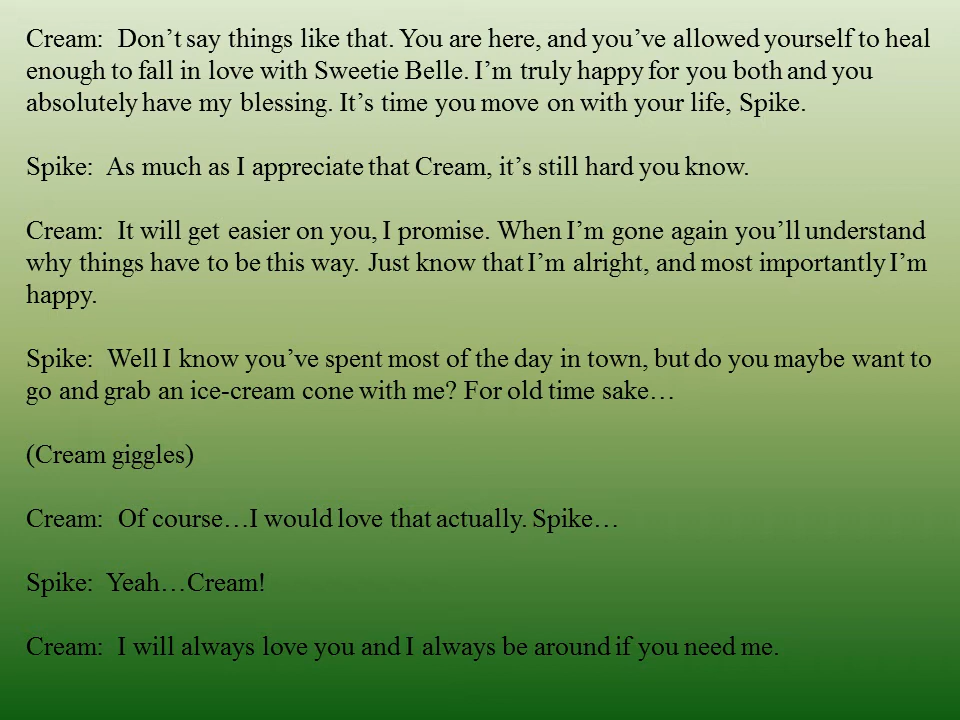 Cream:  Don’t say things like that. You are here, and you’ve allowed yourself to heal
enough to fall in love with Sweetie Belle. I’m truly happy for you both and you
absolutely have my blessing. It’s time you move on with your life, Spike.
Spike:  As much as I appreciate that Cream, it’s still hard you know.
Cream:  It will get easier on you, I promise. When I’m gone again you’ll understand
why things have to be this way. Just know that I’m alright, and most importantly I’m
happy.
Spike:  Well I know you’ve spent most of the day in town, but do you maybe want to
go and grab an ice-cream cone with me? For old time sake…
(Cream giggles)
Cream:  Of course…I would love that actually. Spike…
Spike:  Yeah…Cream!
Cream:  I will always love you and I always be around if you need me.